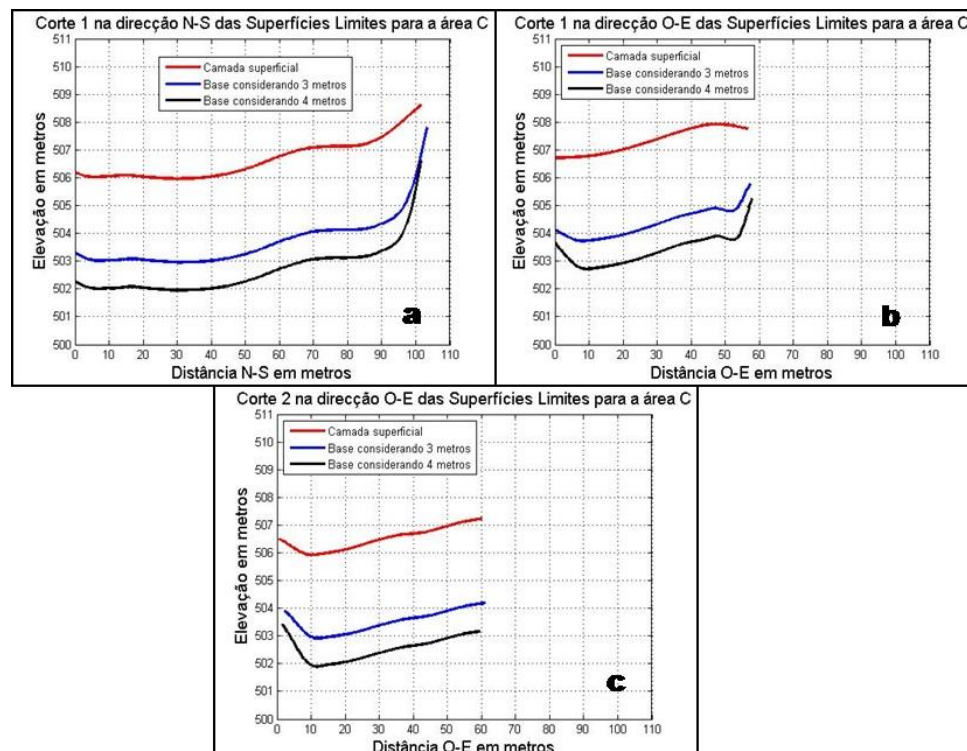 Corte 1 na direcção N-S das Superfícies Limites para a área C
511
510
509
508
507
506
505
504
503
502
501
500
Elevação em metros
Camada superficial
Base considerando 3 metros
Base considerando 4 metros
a
0 10 20 30 40 50 60 70 80 90 100 110
Distância N-S em metros
Corte 1 na direcção O-E das Superfícies Limites para a área C
511
510
509
508
507
506
505
504
503
502
501
500
Elevação em metros
Camada superficial
Base considerando 3 metros
Base considerando 4 metros
b
0 10 20 30 40 50 60 70 80 90 100 110
Distância O-E em metros
Corte 2 na direcção O-E das Superfícies Limites para a área C
511
510
509
508
507
506
505
504
503
502
501
500
Elevação em metros
Camada superficial
Base considerando 3 metros
Base considerando 4 metros
c
0 10 20 30 40 50 60 70 80 90 100 110
Distância O-E em metros